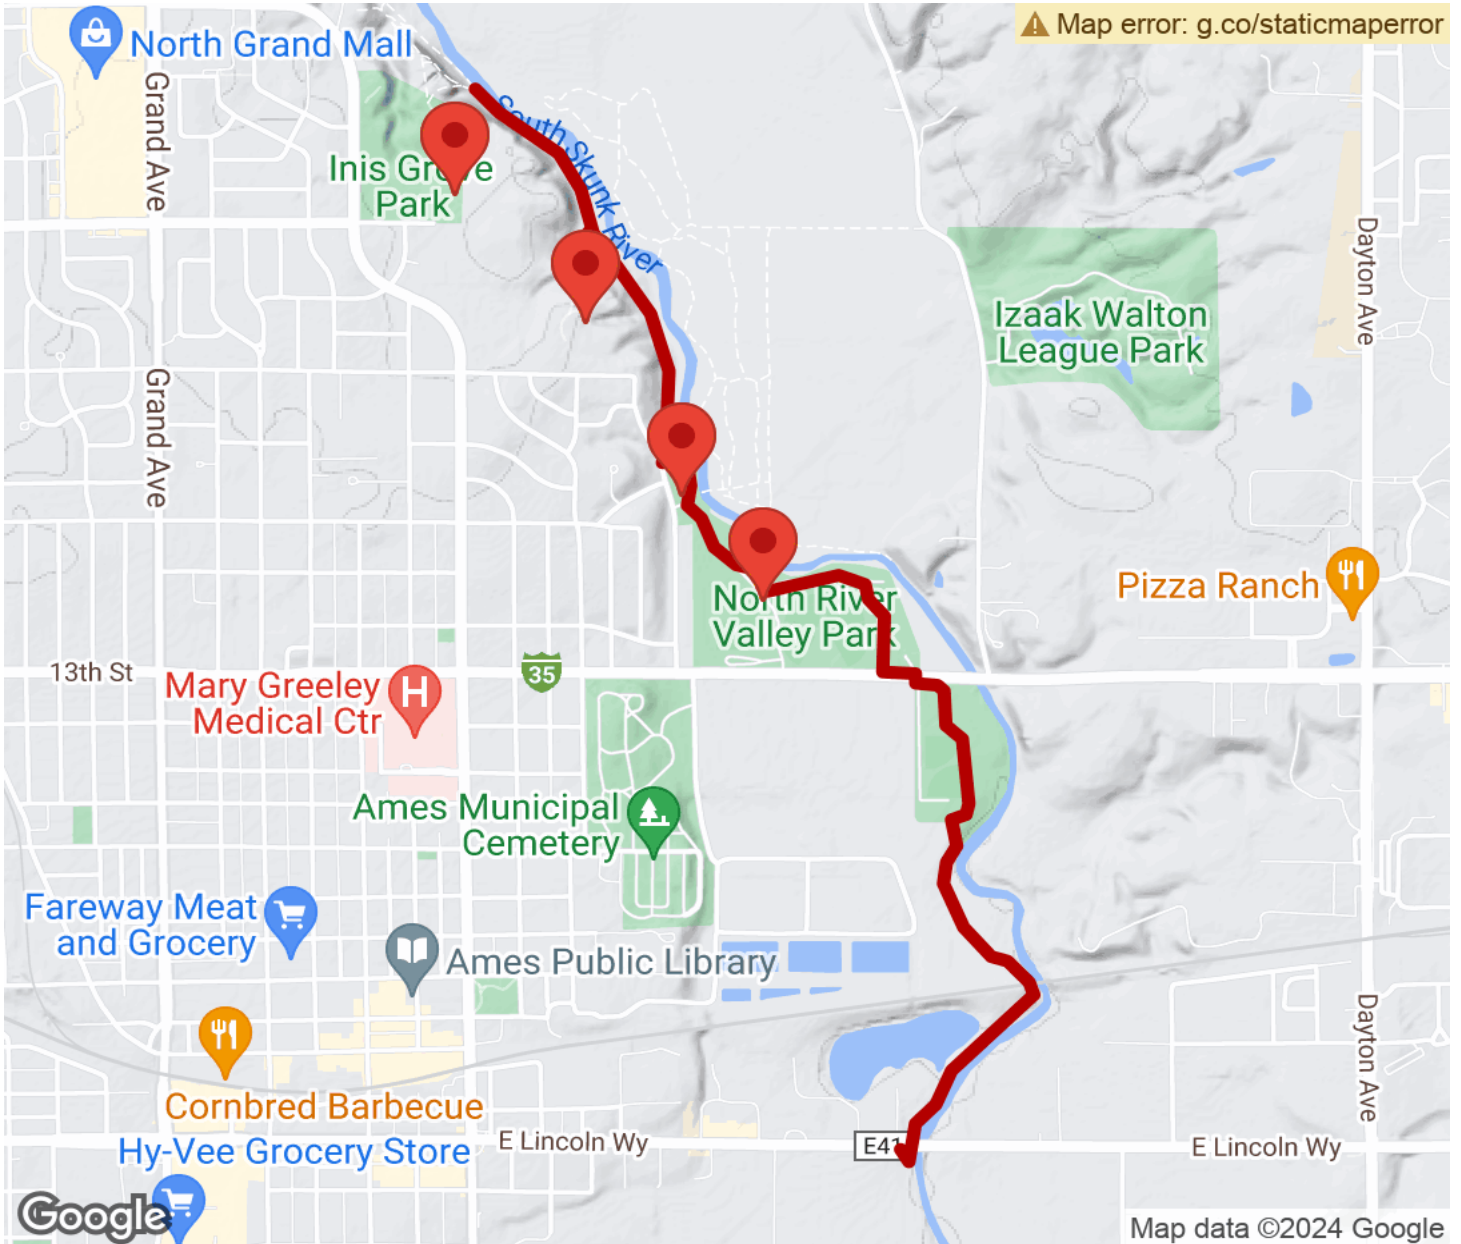 Map error: g.co/staticmaperror
North Grand Mall
Grand Ave
South Skunk River
Inis Grove
Park
Dayton Ave
Izaak Walton
League Park
Grand Ave
Pizza Ranch
North River
Valley Park
13th St
35
Mary Greeley
Medical Ctr
H
Ames Municipal
Cemetery
Fareway Meat
and Grocery
Ames Public Library
Dayton Ave
Cornbred Barbecue
Hy-Vee Grocery Store
E Lincoln Wy
E41
E Lincoln Wy
Google
Map data ©2024 Google